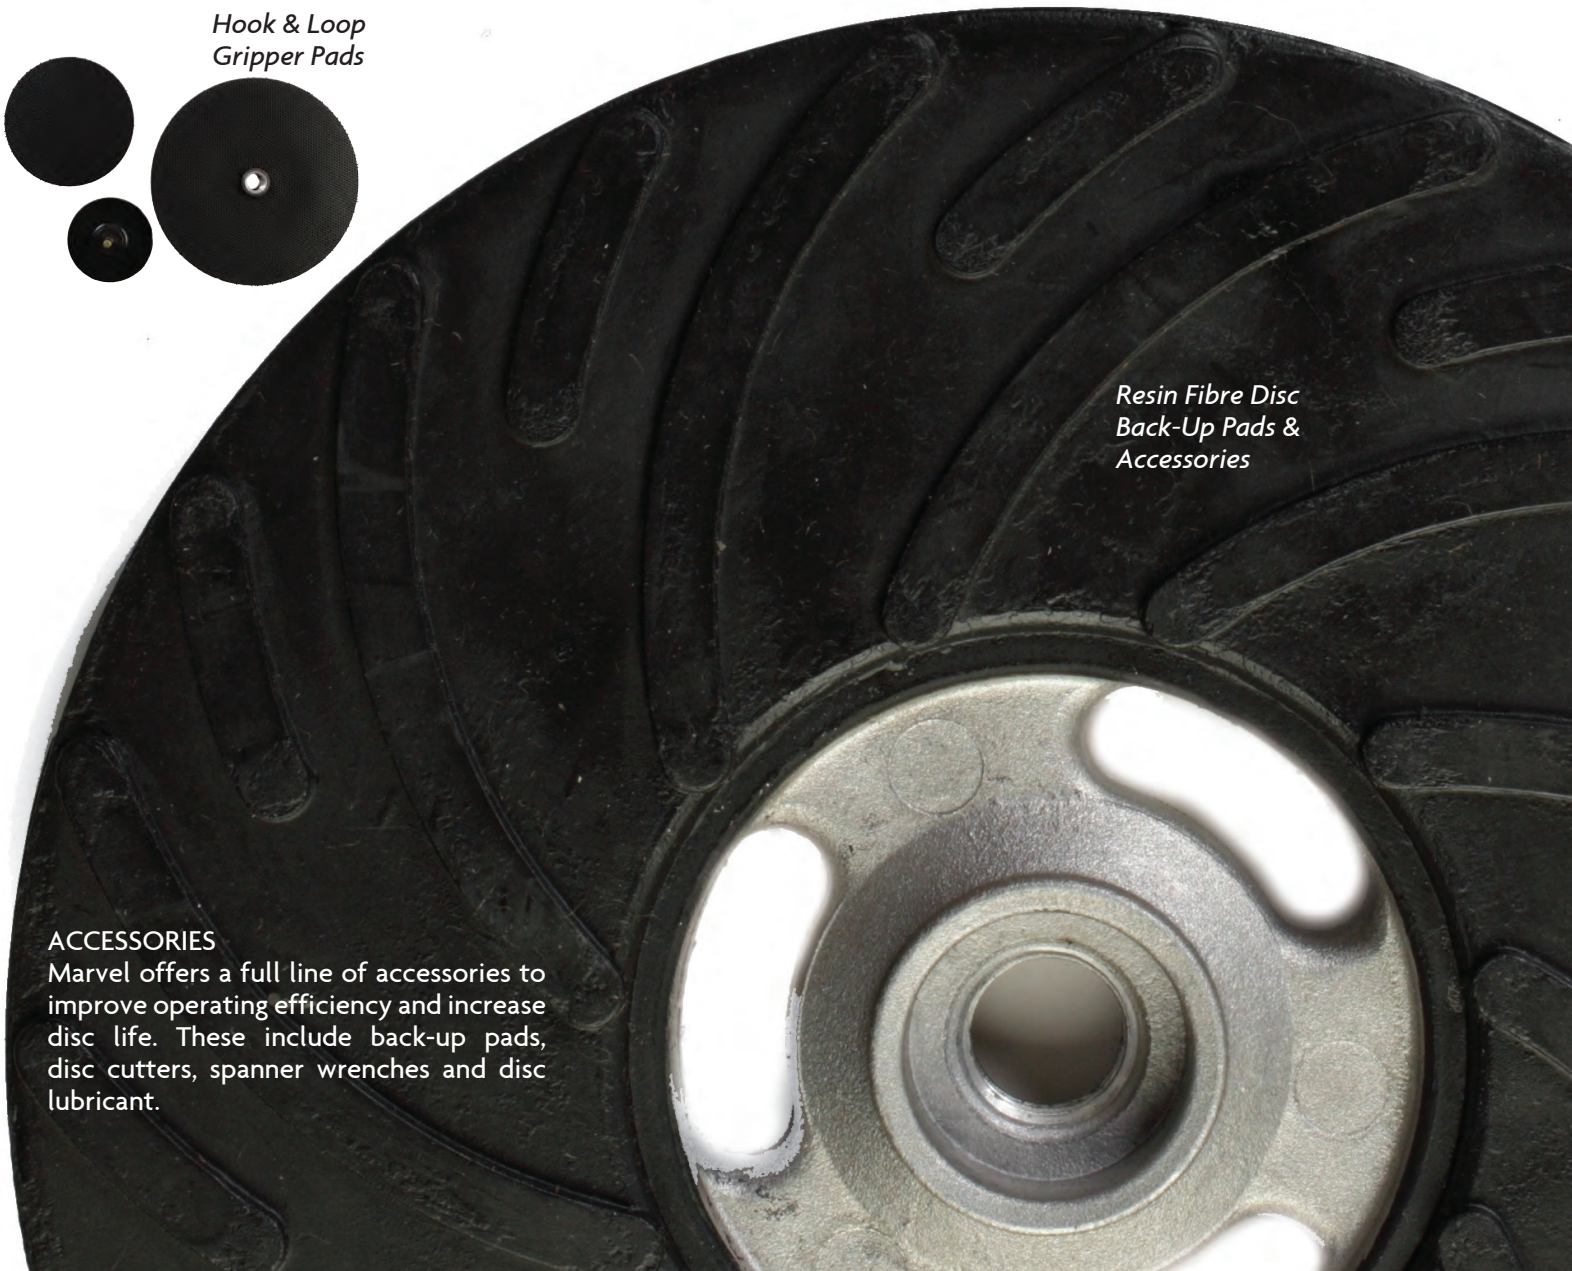 Hook & Loop
Gripper Pads
Resin Fibre Disc
Back-Up Pads &
Accessories
ACCESSORIES
Marvel offers a full line of accessories to
improve operating efficiency and increase
disc life. These include back-up pads,
disc cutters, spanner wrenches and disc
lubricant.